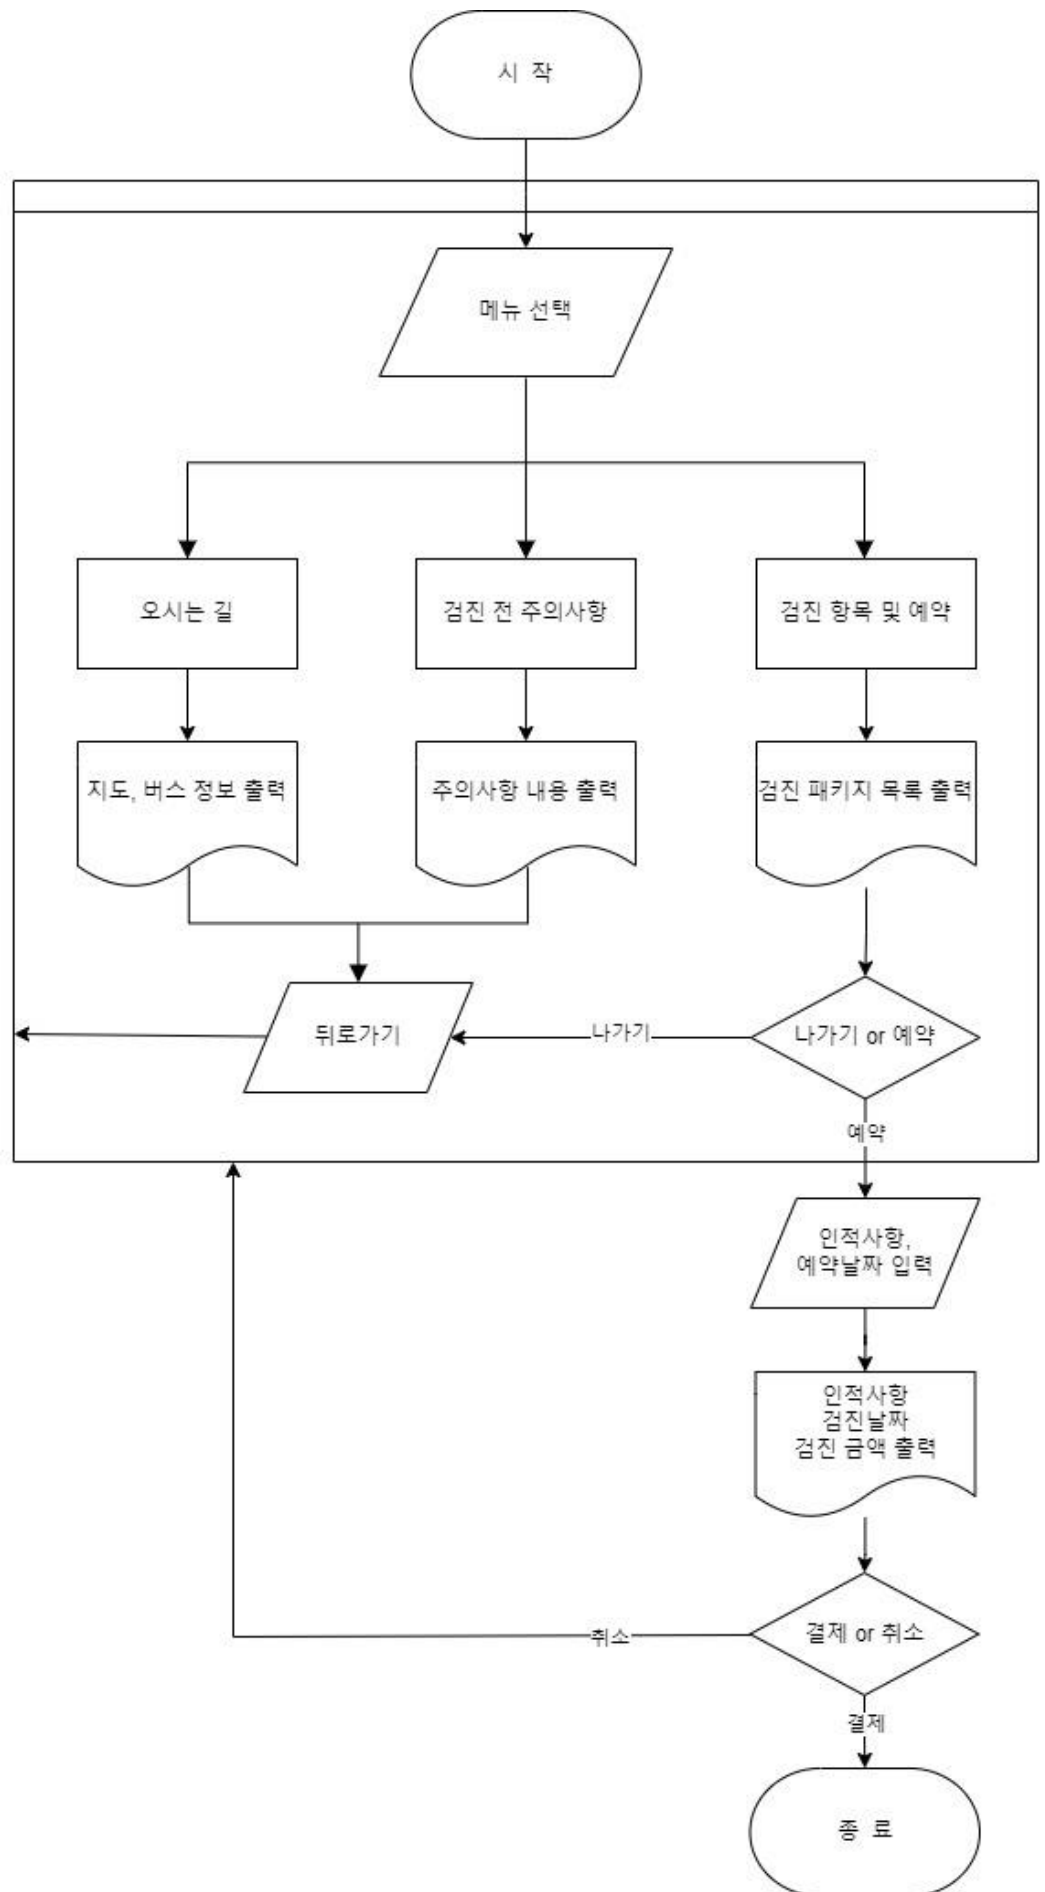 시 작
메뉴 선택
오시는 길
검진 전 주의사항
검진 항목 및 예약
지도, 버스 정보 출력
주의사항 내용 출력
검진 패키지 목록 출력
뒤로가기
나가기
나가기 or 예약
예약
인적사항,
예약날짜 입력
인적사항
검진날짜
검진 금액 출력
취소
결제 or 취소
결제
종 료